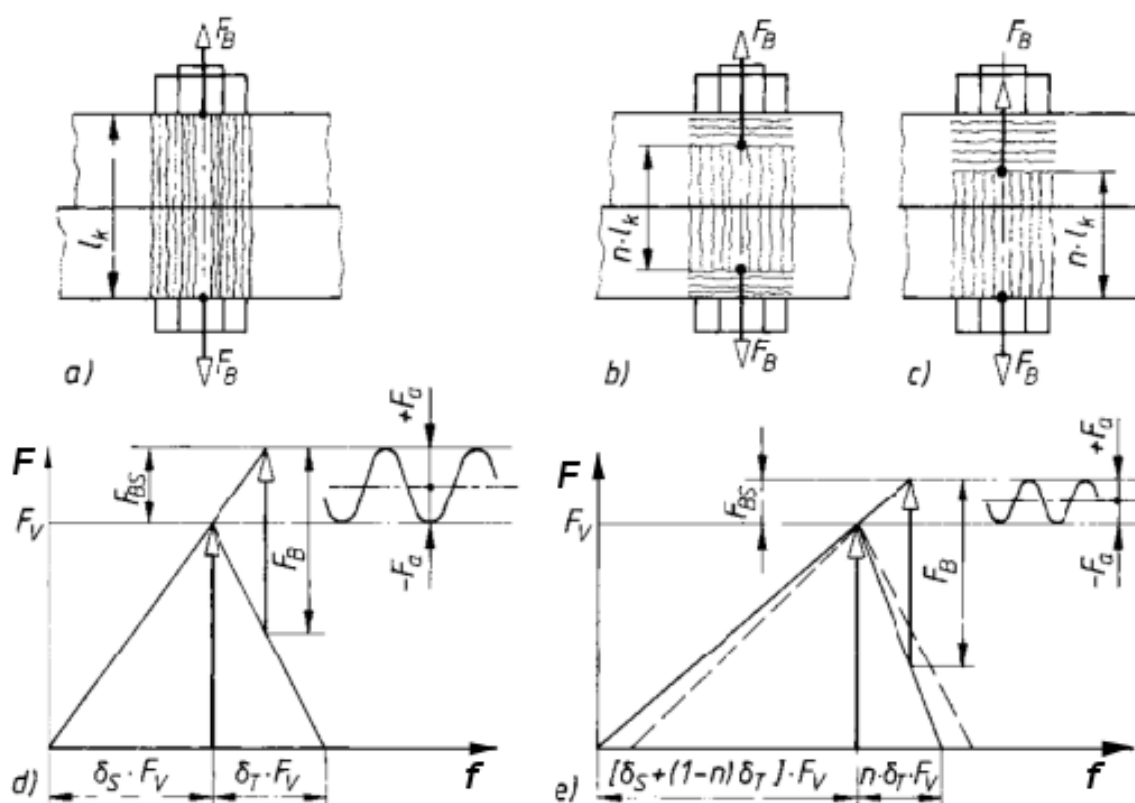 F_B
F_B
F_B
l_k
n·l_k
n·l_k
a)
F_B
b)
F_B
c)
F_B
+F_a
+F_a
F
F_BS
F_V
F_B
-F_a
F
F_BS
F_V
F_B
-F_a
d)
δ_S · F_V
δ_T · F_V
f
e)
[δ_S+(1-n)δ_T]·F_V
n·δ_T·F_V
f